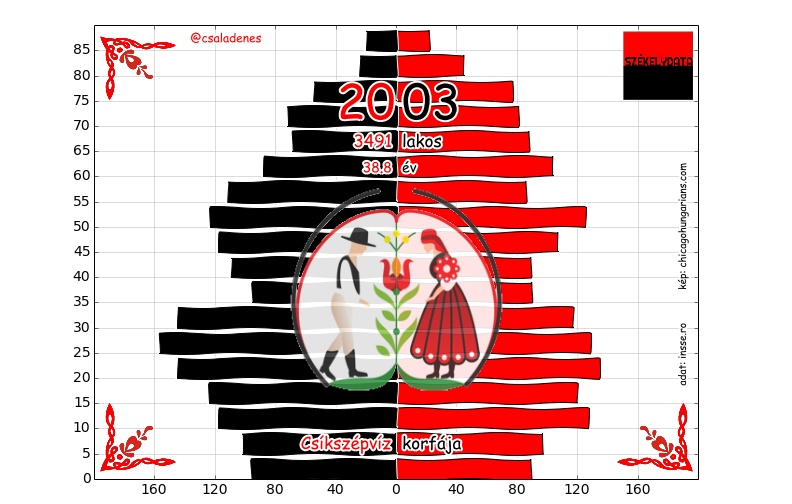 @csaladenes
SZÉKELYDATA
2003
3491 lakos
38.8 év
Csíkszépvíz korfája
kép: chicagohungarians.com
adat: insse.ro
85
80
75
70
65
60
55
50
45
40
35
30
25
20
15
10
5
0
160 120 80 40 0 40 80 120 160